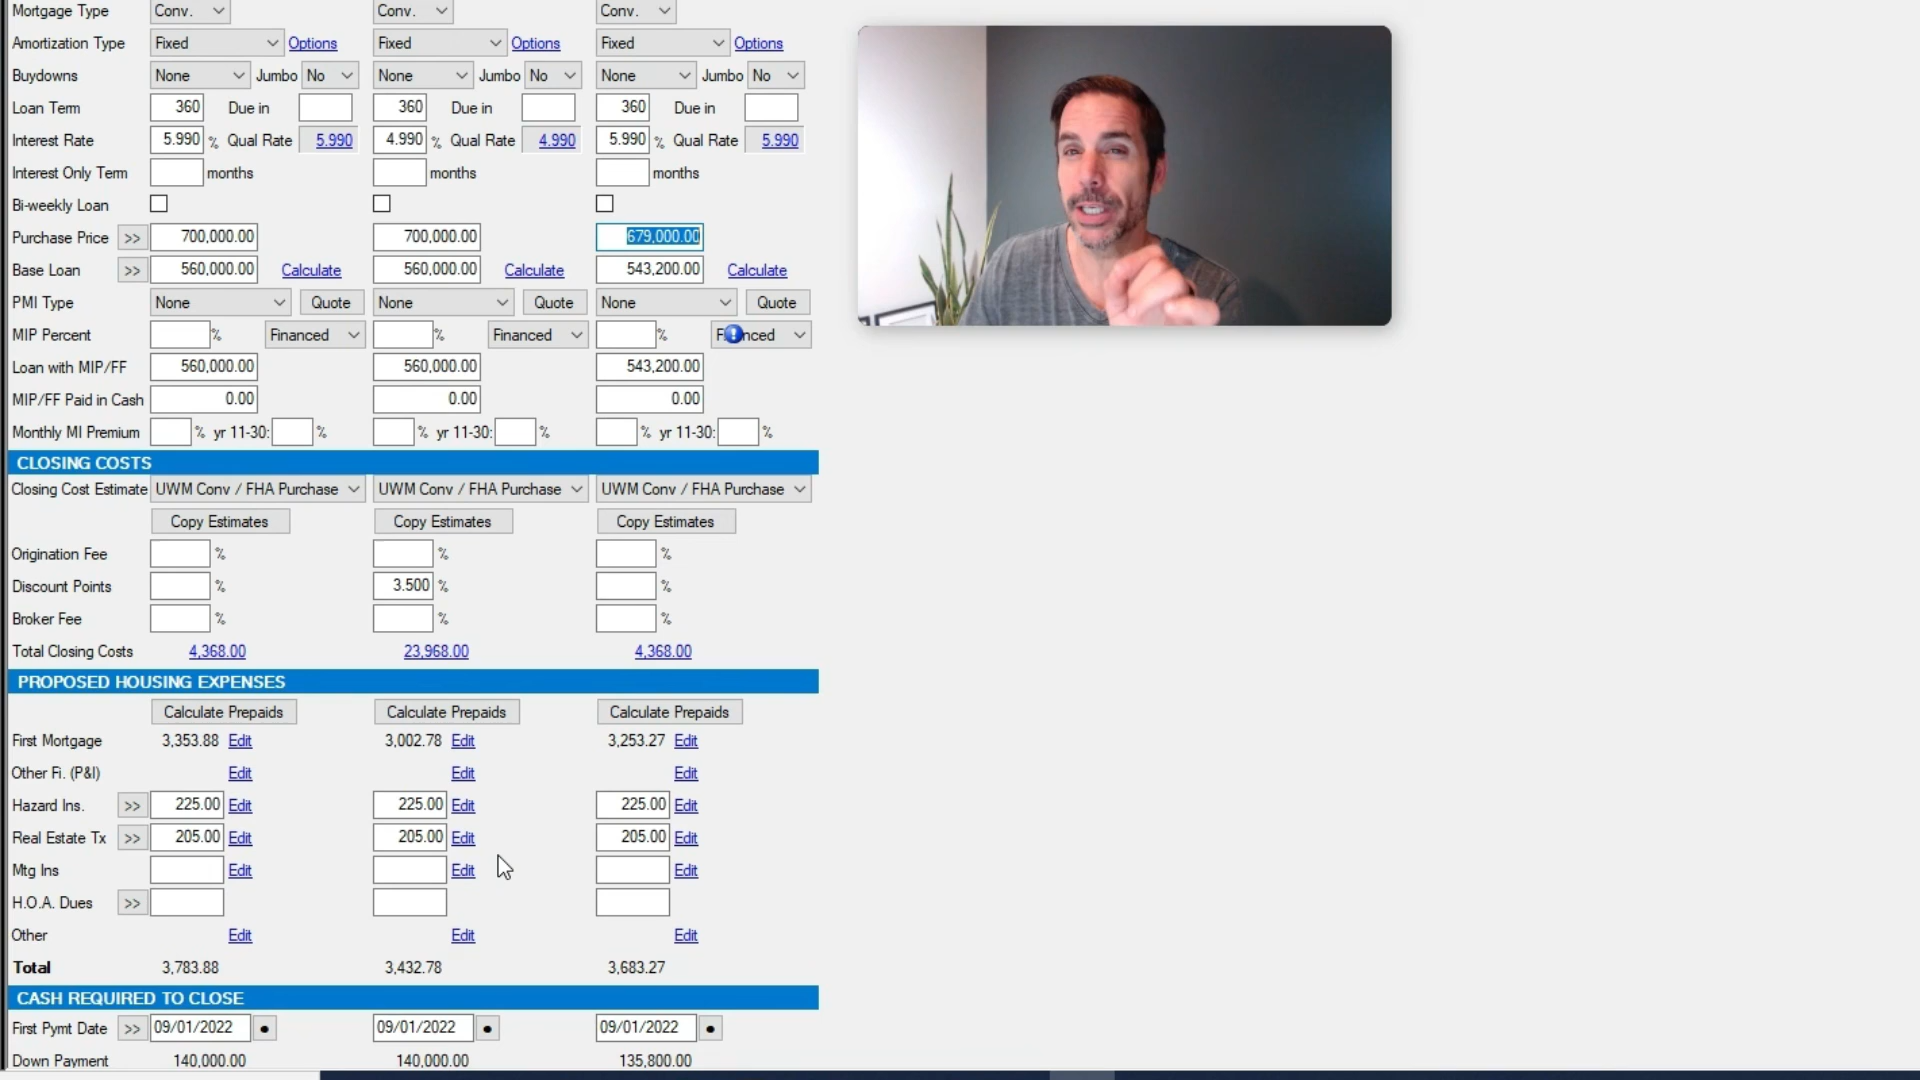 Mortgage Type Conv. Conv. Conv.
Amortization Type Fixed Options Fixed Options Fixed Options
Buydowns None Jumbo No None Jumbo No None Jumbo No
Loan Term 360 Due in 360 Due in 360 Due in
Interest Rate 5.990 % Qual Rate 5.990 4.990 % Qual Rate 4.990 5.990 % Qual Rate 5.990
Interest Only Term months months months
Bi-weekly Loan
Purchase Price >> 700,000.00 700,000.00 679,000.00
Base Loan >> 560,000.00 Calculate 560,000.00 Calculate 543,200.00 Calculate
PMI Type None Quote None Quote None Quote
MIP Percent % Financed % Financed %
Loan with MIP/FF 560,000.00 560,000.00 543,200.00
MIP/FF Paid in Cash 0.00 0.00 0.00
Monthly MI Premium % yr 11-30: % % yr 11-30: % % yr 11-30: %
CLOSING COSTS
Closing Cost Estimate UWM Conv / FHA Purchase UWM Conv / FHA Purchase UWM Conv / FHA Purchase
Copy Estimates Copy Estimates Copy Estimates
Origination Fee % % %
Discount Points % 3.500 % %
Broker Fee % % %
Total Closing Costs 4,368.00 23,968.00 4,368.00
PROPOSED HOUSING EXPENSES
Calculate Prepaids Calculate Prepaids Calculate Prepaids
First Mortgage 3,353.88 Edit 3,002.78 Edit 3,253.27 Edit
Other Fi. (P&I) Edit Edit Edit
Hazard Ins. >> 225.00 Edit 225.00 Edit 225.00 Edit
Real Estate Tx >> 205.00 Edit 205.00 Edit 205.00 Edit
Mtg Ins Edit Edit Edit
H.O.A. Dues >>
Other Edit Edit Edit
Total 3,783.88 3,432.78 3,683.27
CASH REQUIRED TO CLOSE
First Pymt Date >> 09/01/2022 09/01/2022 09/01/2022
Down Payment 140,000.00 140,000.00 135,800.00